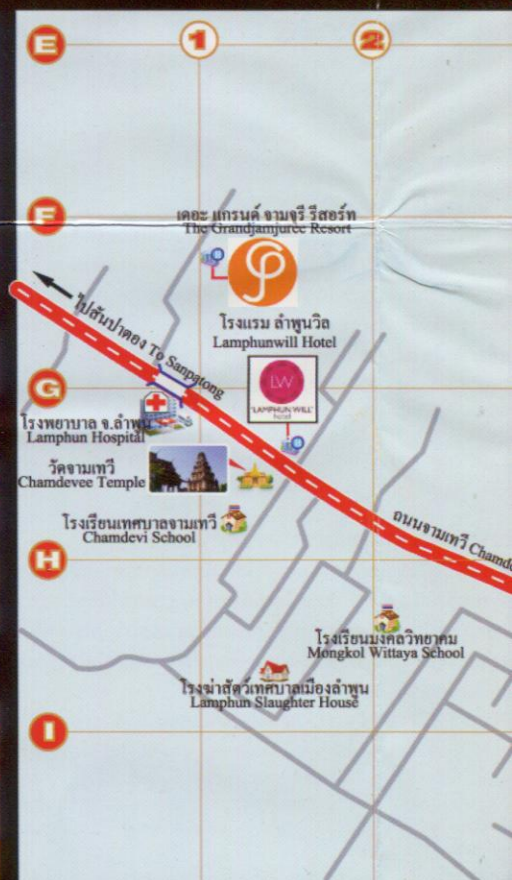 E
1
2
F
เดอะ แกรนด์ จามจุรี รีสอร์ท
The Grandjamjuree Resort
ไปสันป่าตอง To Sanpatong
โรงแรม ลำพูนวิล
Lamphunwill Hotel
LW
"LAMPHUN WILL"
hotel
G
โรงพยาบาล จ.ลำพูน
Lamphun Hospital
วัดจามเทวี
Chamdevee Temple
โรงเรียนเทศบาลจามเทวี
Chamdevi School
ถนนจามเทวี Chamde
H
โรงเรียนมงคลวิทยาคม
Mongkol Wittaya School
โรงฆ่าสัตว์เทศบาลเมืองลำพูน
Lamphun Slaughter House
I